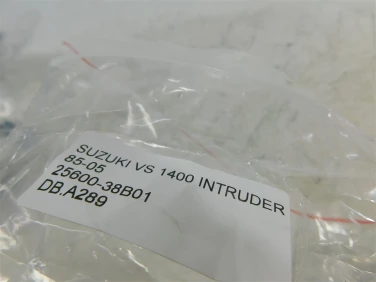 SUZUKI VS 1400 INTRUDER
85-05
25600-38B01
DB.A289